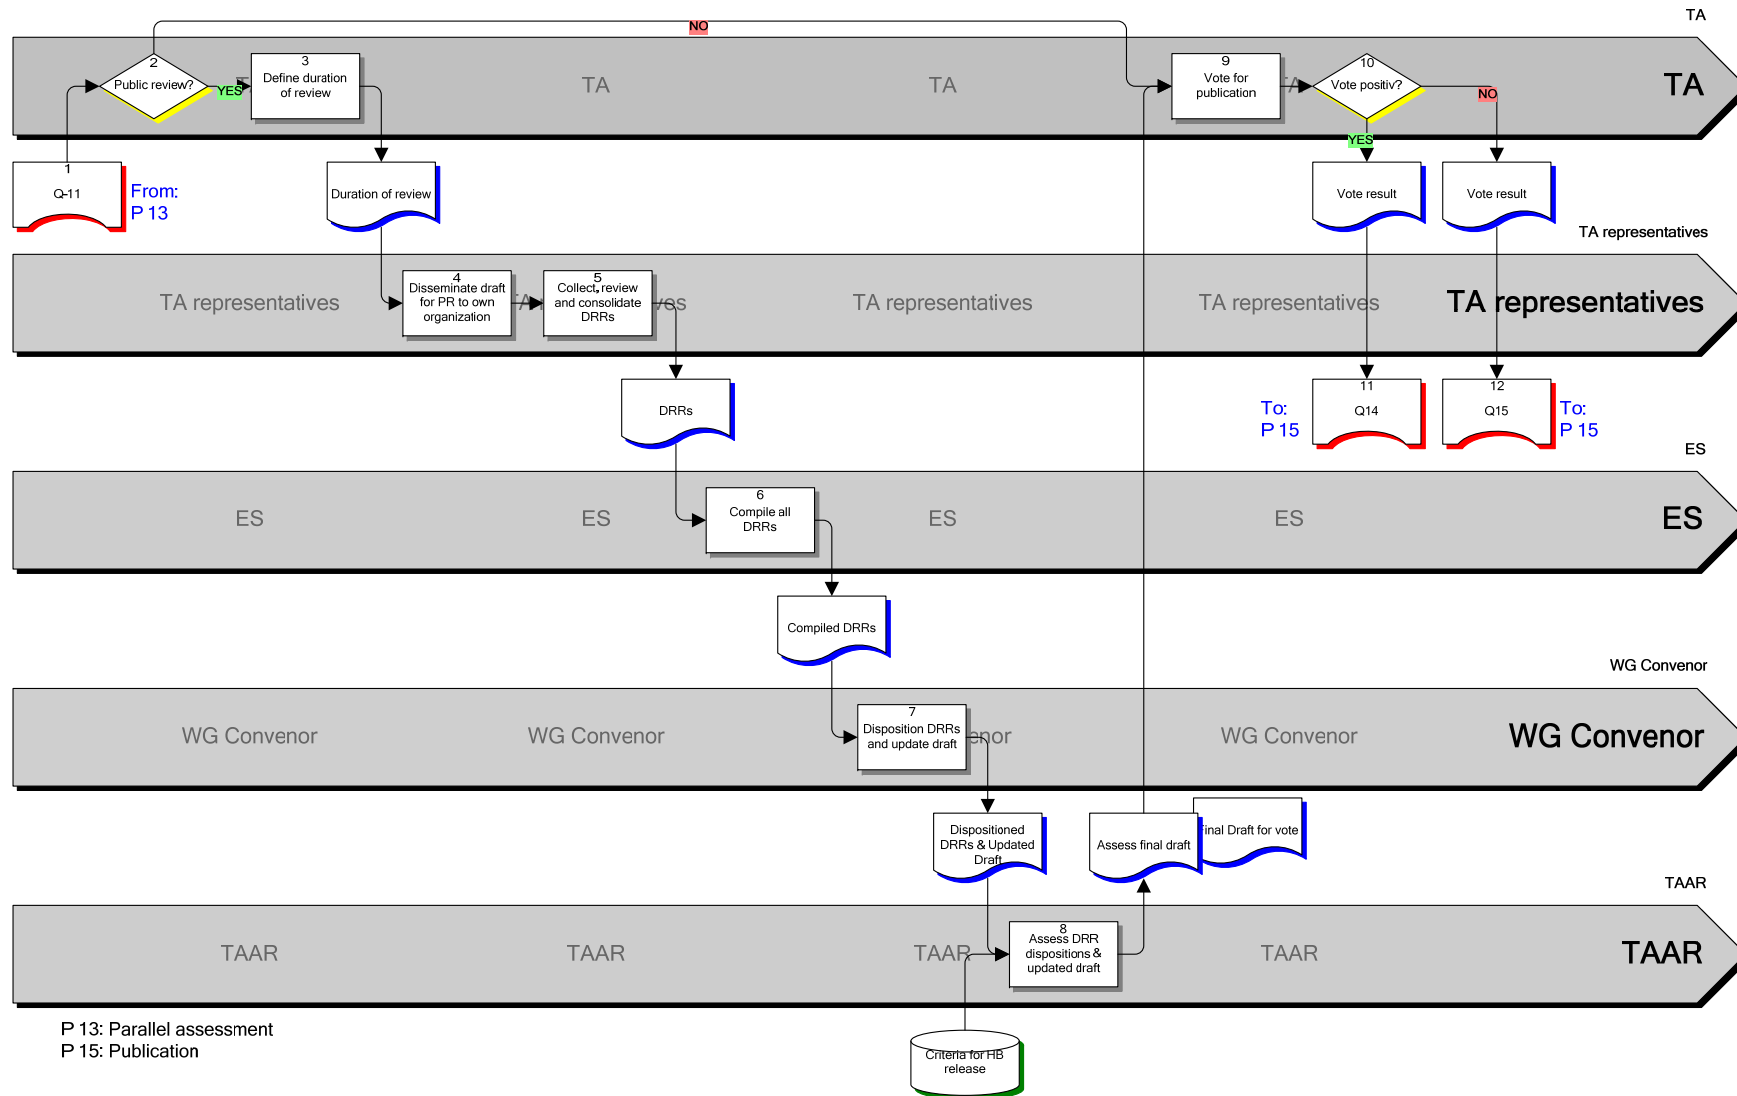 TA
NO
2
Public review?
YES
3
Define duration
of review
TA
TA
9
Vote for
publication
10
Vote positiv?
NO
YES
TA
1
Q-11
From:
P 13
Duration of review
Vote result
Vote result
TA representatives
TA representatives
4
Disseminate draft
for PR to own
organization
5
Collect, review
and consolidate
DRRs
TA representatives
TA representatives
TA representatives
DRRs
To:
P 15
11
Q14
12
Q15
To:
P 15
ES
ES
ES
6
Compile all
DRRs
ES
ES
ES
Compiled DRRs
WG Convenor
WG Convenor
WG Convenor
7
Disposition DRRs
and update draft
WG Convenor
WG Convenor
Dispositioned
DRRs & Updated
Draft
Assess final draft
inal Draft for vote
TAAR
TAAR
TAAR
TAAR
8
Assess DRR
dispositions &
updated draft
TAAR
TAAR
P 13: Parallel assessment
P 15: Publication
Criteria for HB
release